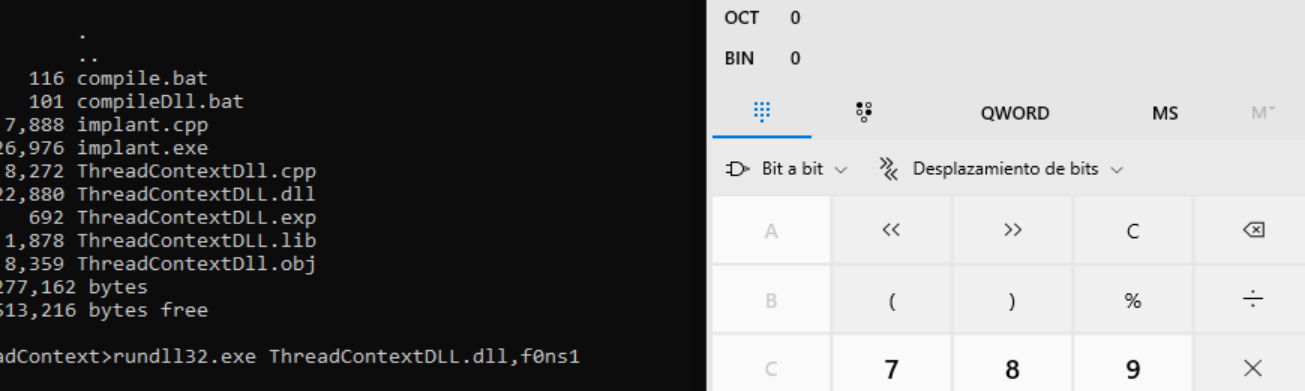 .
..
116 compile.bat
101 compileDll.bat
7,888 implant.cpp
26,976 implant.exe
8,272 ThreadContextDll.cpp
22,880 ThreadContextDLL.dll
692 ThreadContextDLL.exp
1,878 ThreadContextDLL.lib
8,359 ThreadContextDll.obj
277,162 bytes
513,216 bytes free
adContext>rundll32.exe ThreadContextDLL.dll,f0ns1
OCT 0
BIN 0
QWORD MS M
Bit a bit Desplazamiento de bits
A << >> C
B ( ) % ÷
C 7 8 9 ×